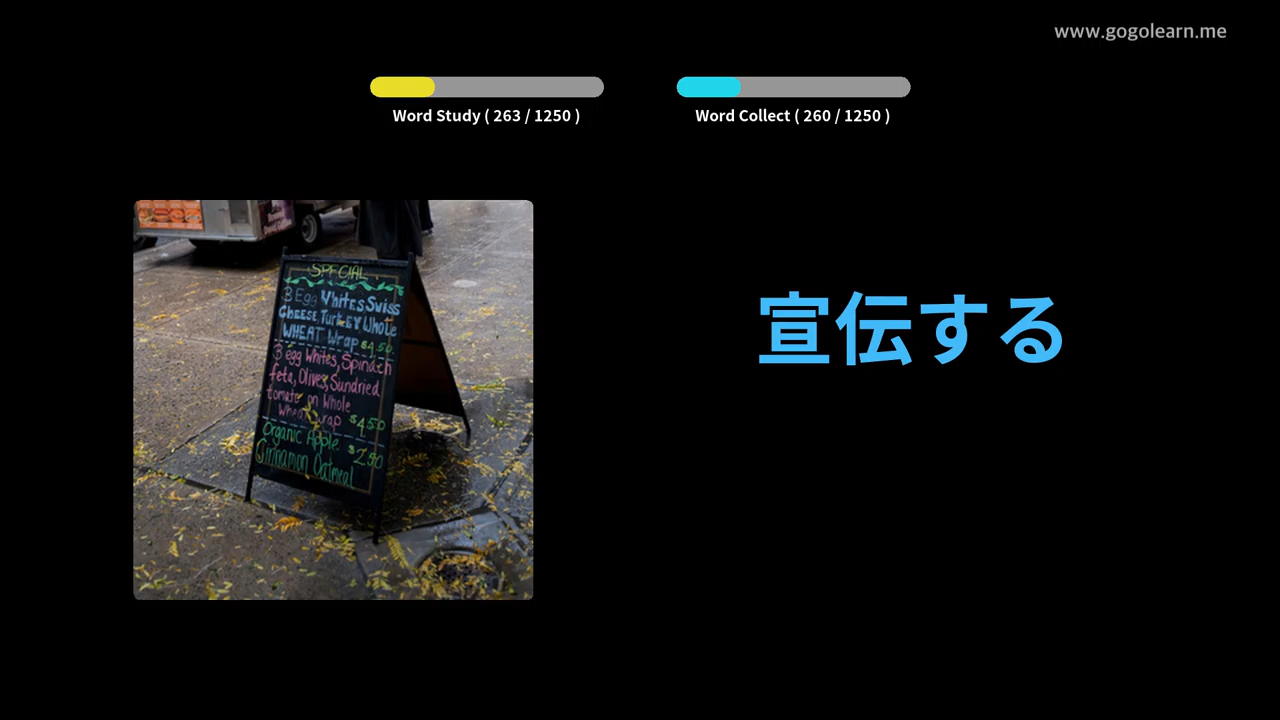 www.gogolearn.me
Word Study ( 263 / 1250 )
Word Collect ( 260 / 1250 )
SPECIAL
3 Egg Whites Swiss
Cheese, Turkey Whole
WHEAT Wrap $4.50
3 egg Whites, Spinach
feta, Olives, Sundried
tomato on Whole
Wheat wrap $4.50
Organic Apple $2.50
Cinnamon Oatmeal
宣伝する